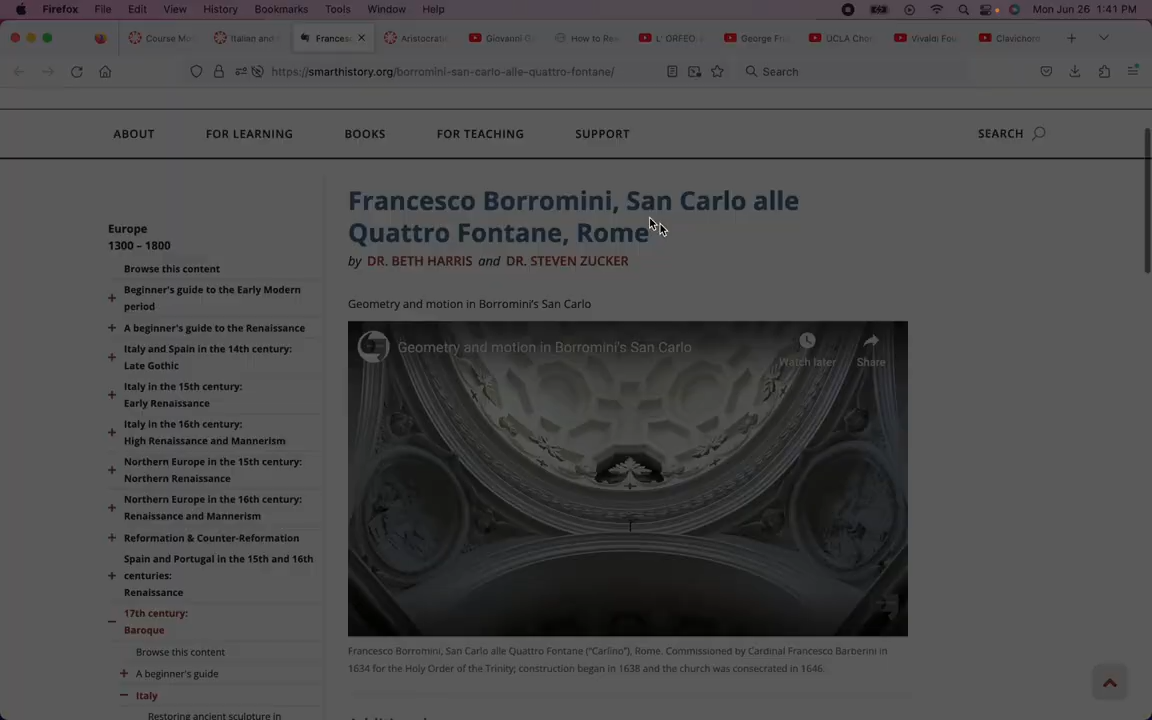 Firefox File Edit View History Bookmarks Tools Window Help Mon Jun 26 1:41 PM
Course Mo Italian and Frances Aristocrati Giovanni G How to Re L' ORFEO George Fri UCLA Cho Vivaldi Fou Clavichor
https://smarthistory.org/borromini-san-carlo-alle-quattro-fontane/ Search
ABOUT FOR LEARNING BOOKS FOR TEACHING SUPPORT SEARCH
Francesco Borromini, San Carlo alle
Quattro Fontane, Rome
by DR. BETH HARRIS and DR. STEVEN ZUCKER
Geometry and motion in Borromini's San Carlo
Geometry and motion in Borromini's San Carlo
Watch later Share
Francesco Borromini, San Carlo alle Quattro Fontane ("Carlino"), Rome. Commissioned by Cardinal Francesco Barberini in
1634 for the Holy Order of the Trinity; construction began in 1638 and the church was consecrated in 1646.
Europe
1300 – 1800
Browse this content
Beginner's guide to the Early Modern
period
A beginner's guide to the Renaissance
Italy and Spain in the 14th century:
Late Gothic
Italy in the 15th century:
Early Renaissance
Italy in the 16th century:
High Renaissance and Mannerism
Northern Europe in the 15th century:
Northern Renaissance
Northern Europe in the 16th century:
Renaissance and Mannerism
Reformation & Counter-Reformation
Spain and Portugal in the 15th and 16th
centuries:
Renaissance
17th century:
Baroque
Browse this content
A beginner's guide
Italy
Restoring ancient sculpture in